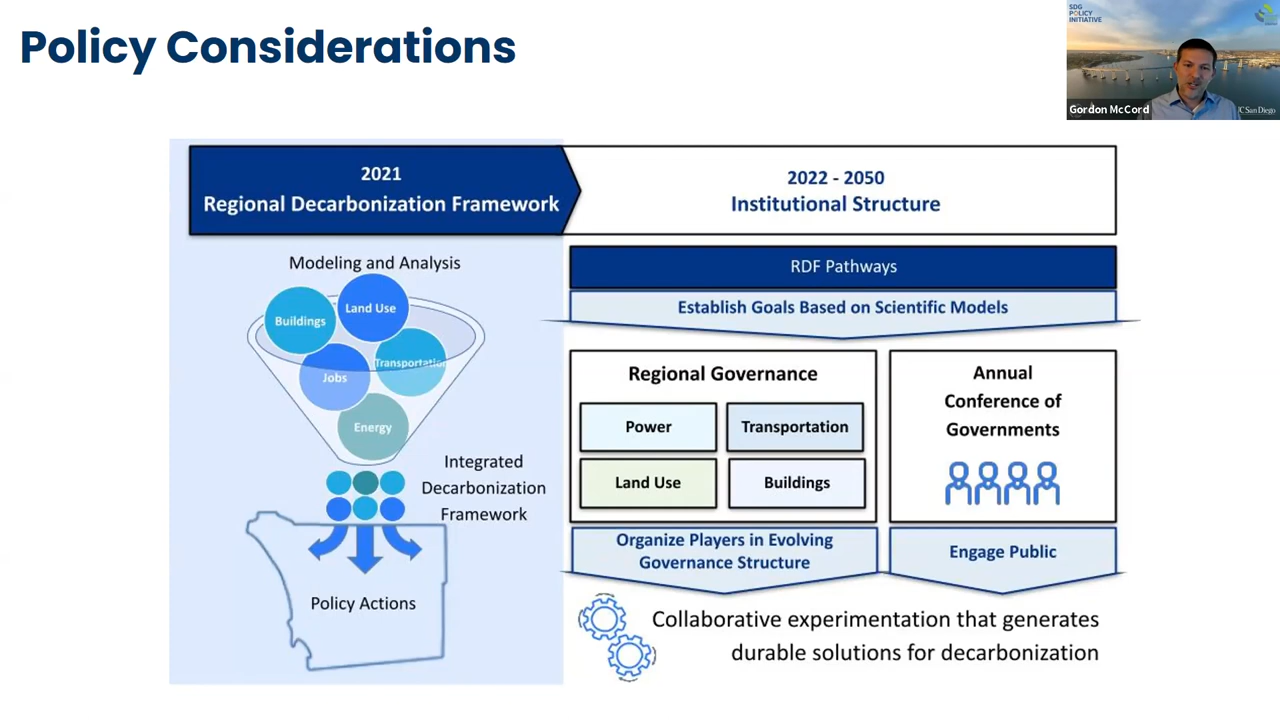 Policy Considerations
SDG
POLICY
INITIATIVE
Gordon McCord
UC San Diego
2021
Regional Decarbonization Framework
2022 - 2050
Institutional Structure
Modeling and Analysis
Buildings
Land Use
Jobs
Transportation
Energy
Integrated
Decarbonization
Framework
Policy Actions
RDF Pathways
Establish Goals Based on Scientific Models
Regional Governance
Power
Transportation
Land Use
Buildings
Annual
Conference of
Governments
Organize Players in Evolving
Governance Structure
Engage Public
Collaborative experimentation that generates
durable solutions for decarbonization